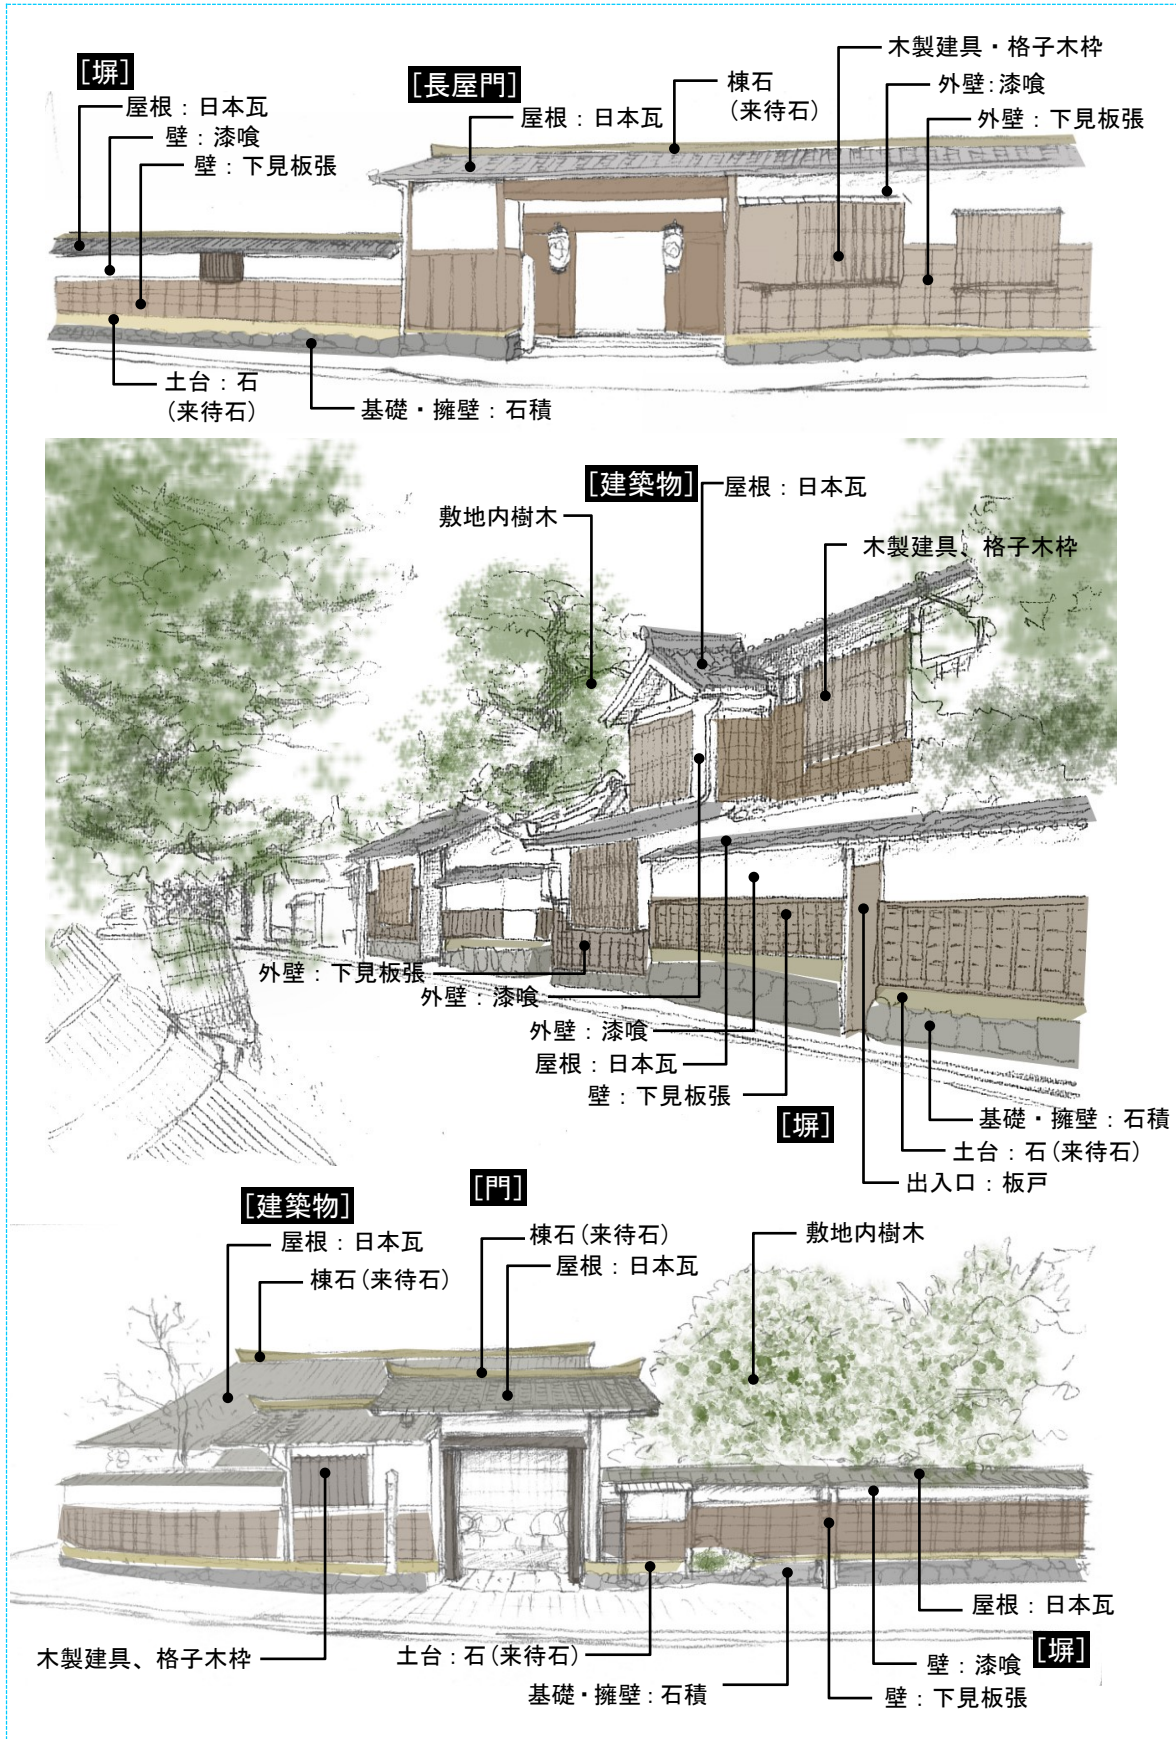 [塀]
屋根：日本瓦
壁：漆喰
壁：下見板張
土台：石
(来待石)
基礎・擁壁：石積
[長屋門]
屋根：日本瓦
棟石
(来待石)
木製建具・格子木枠
外壁：漆喰
外壁：下見板張
[建築物]
屋根：日本瓦
敷地内樹木
木製建具、格子木枠
外壁：下見板張
外壁：漆喰
外壁：漆喰
屋根：日本瓦
壁：下見板張
[塀]
基礎・擁壁：石積
土台：石(来待石)
出入口：板戸
[建築物]
屋根：日本瓦
棟石(来待石)
[門]
棟石(来待石)
屋根：日本瓦
敷地内樹木
木製建具、格子木枠
土台：石(来待石)
基礎・擁壁：石積
屋根：日本瓦
[塀]
壁：漆喰
壁：下見板張